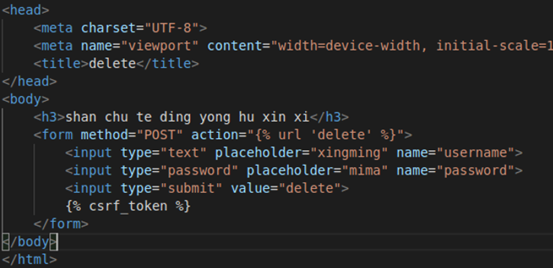 <head>
<meta charset="UTF-8">
<meta name="viewport" content="width=device-width, initial-scale=1
<title>delete</title>
</head>
<body>
<h3>shan chu te ding yong hu xin xi</h3>
<form method="POST" action="{% url 'delete' %}">
<input type="text" placeholder="xingming" name="username">
<input type="password" placeholder="mima" name="password">
<input type="submit" value="delete">
{% csrf_token %}
</form>
</body>
</html>